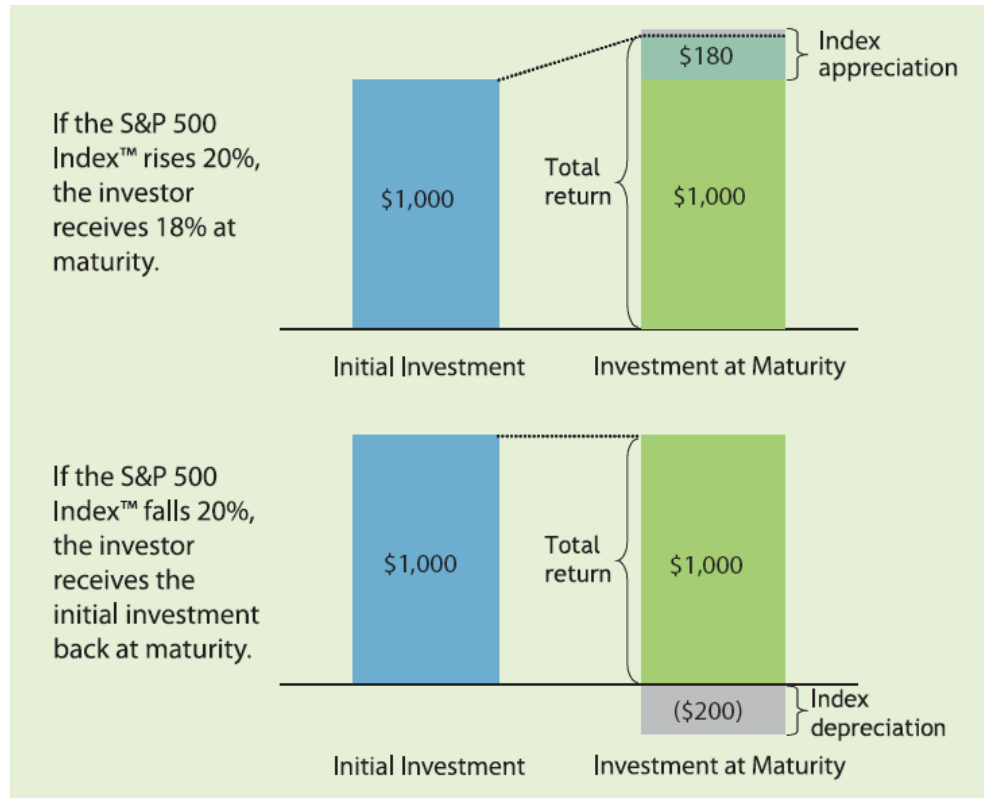 If the S&P 500
Index™ rises 20%,
the investor
receives 18% at
maturity.
$1,000
Total
return
$180
$1,000
Index
appreciation
Initial Investment
Investment at Maturity
If the S&P 500
Index™ falls 20%,
the investor
receives the
initial investment
back at maturity.
$1,000
Total
return
$1,000
($200)
Index
depreciation
Initial Investment
Investment at Maturity